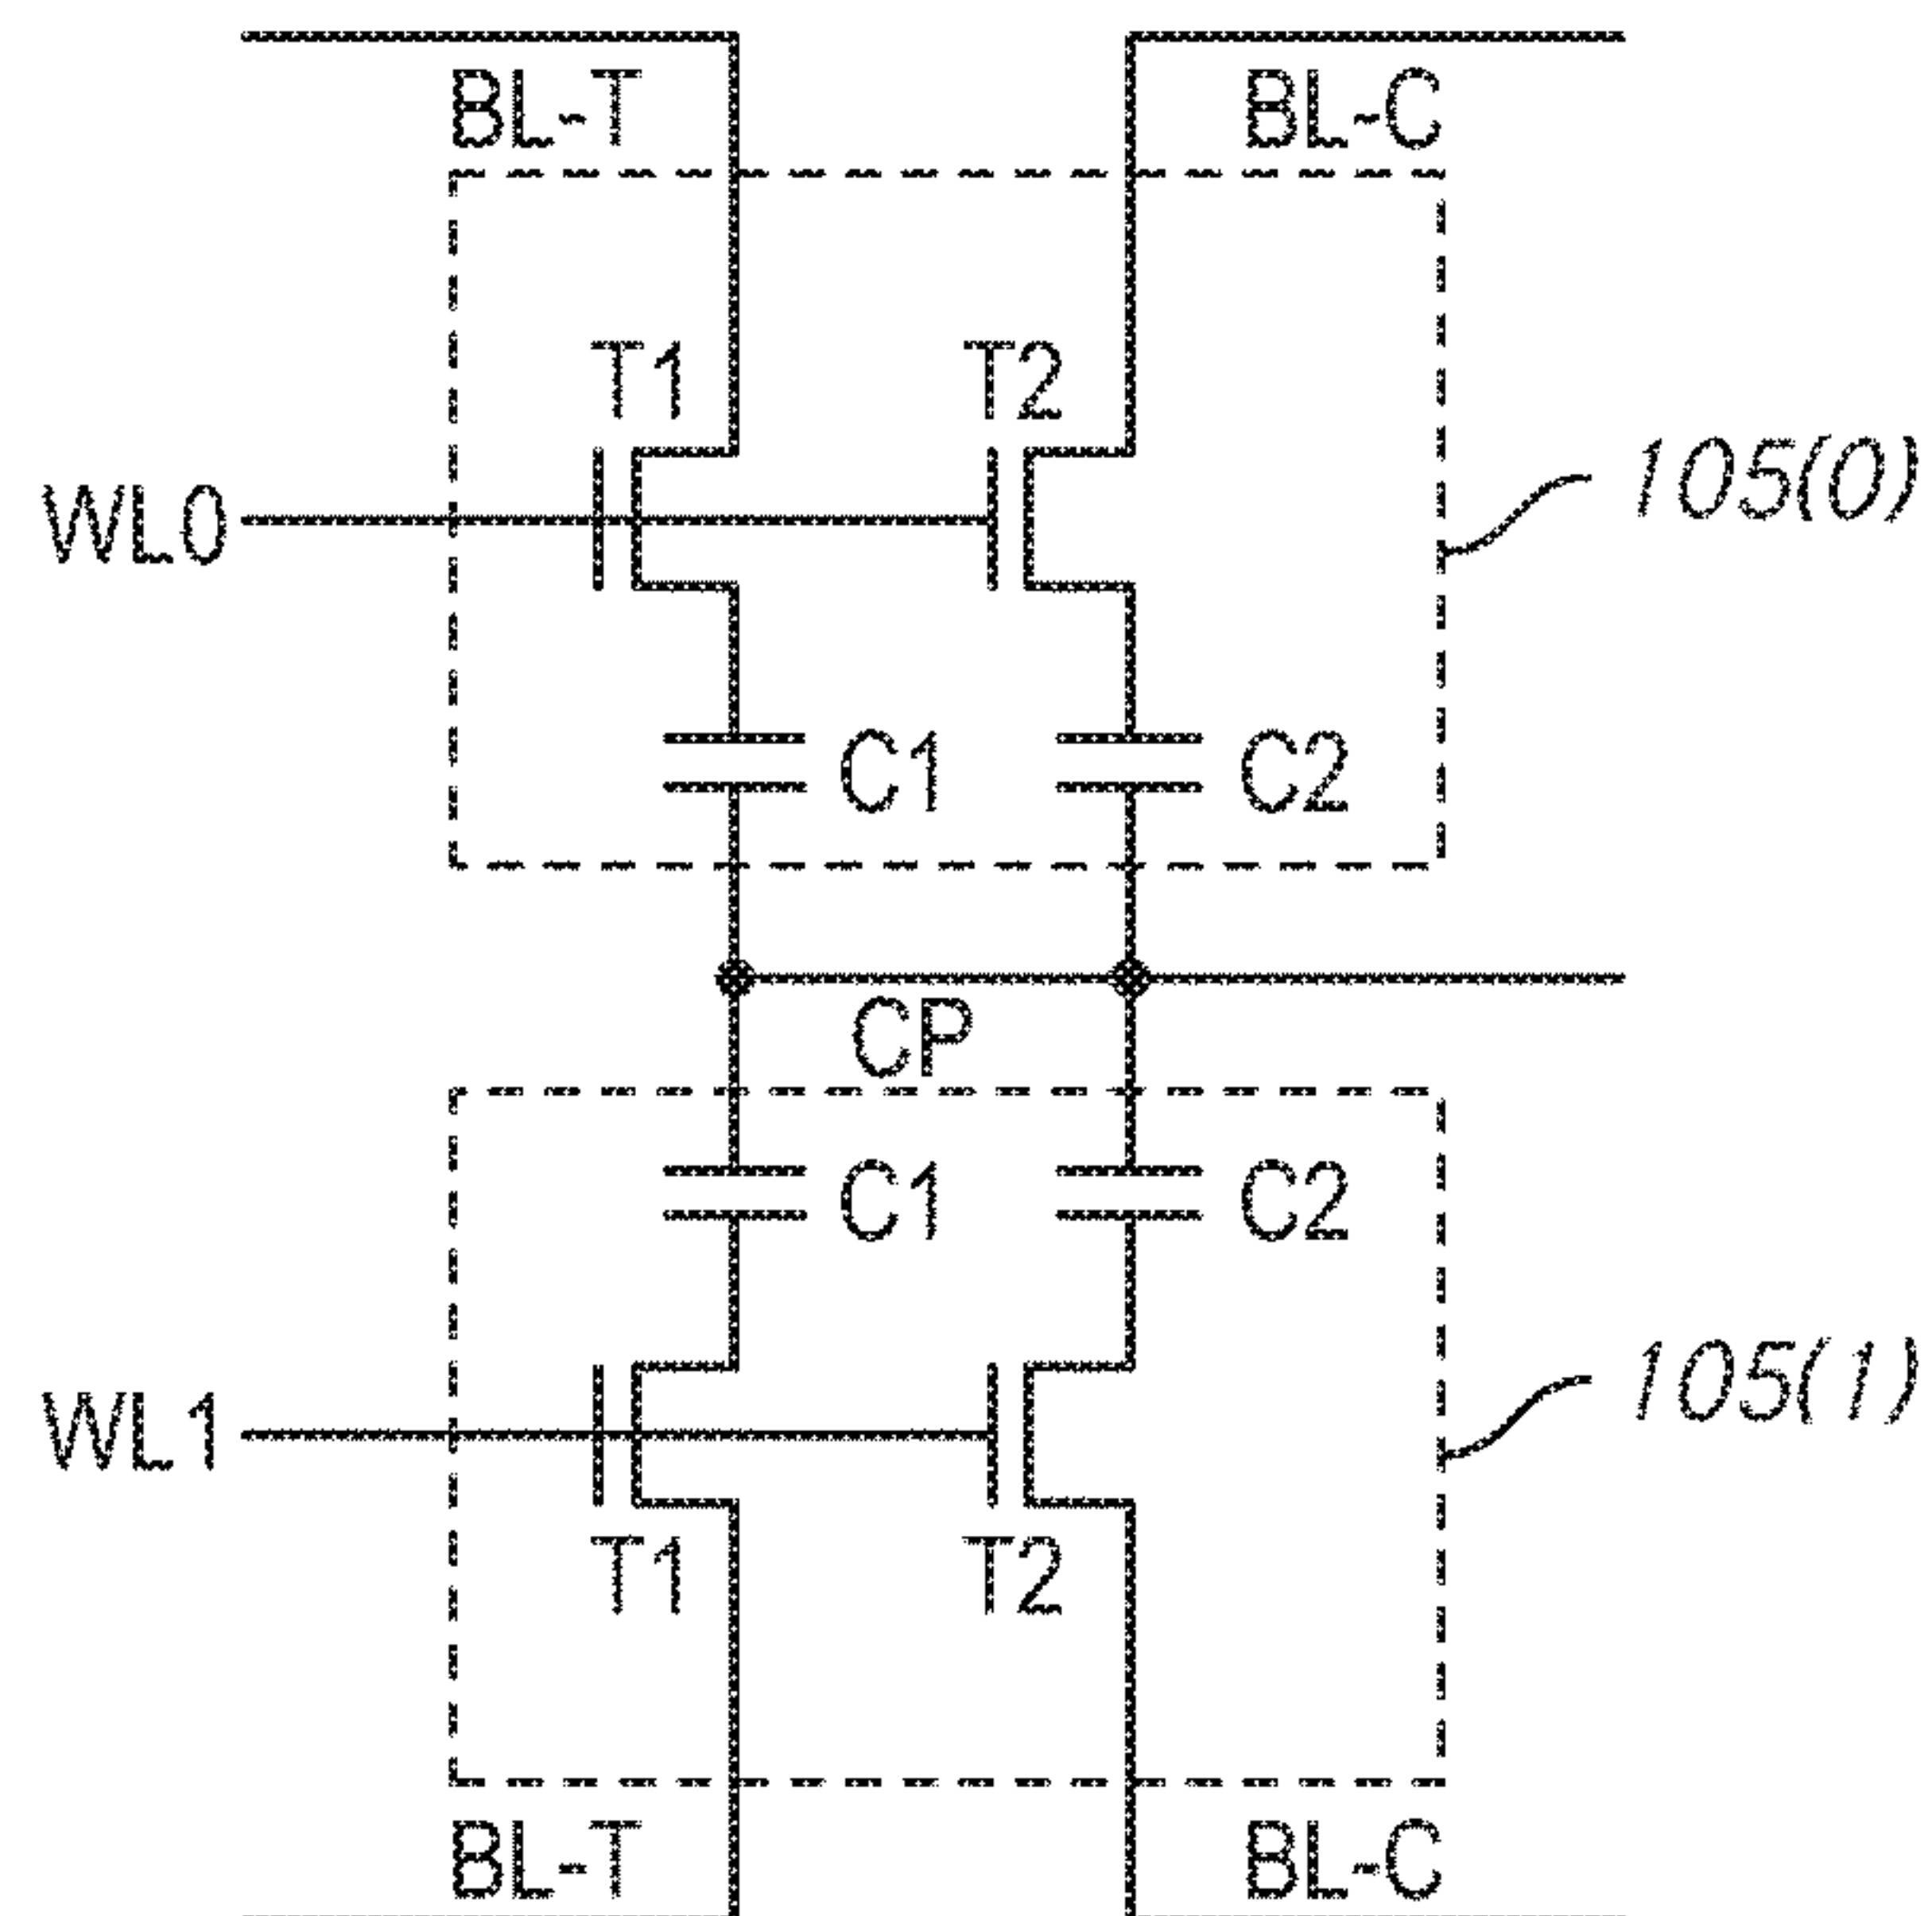 BL-T
BL-C
T1
T2
WL0
105(0)
C1
C2
CP
C1
C2
WL1
105(1)
T1
T2
BL-T
BL-C